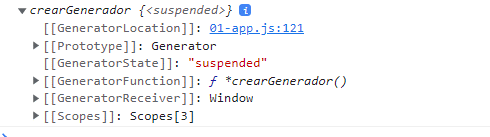 crearGenerador {<suspended>} i
[[GeneratorLocation]]: 01-app.js:121
[[Prototype]]: Generator
[[GeneratorState]]: "suspended"
[[GeneratorFunction]]: ƒ *crearGenerador()
[[GeneratorReceiver]]: Window
[[Scopes]]: Scopes[3]